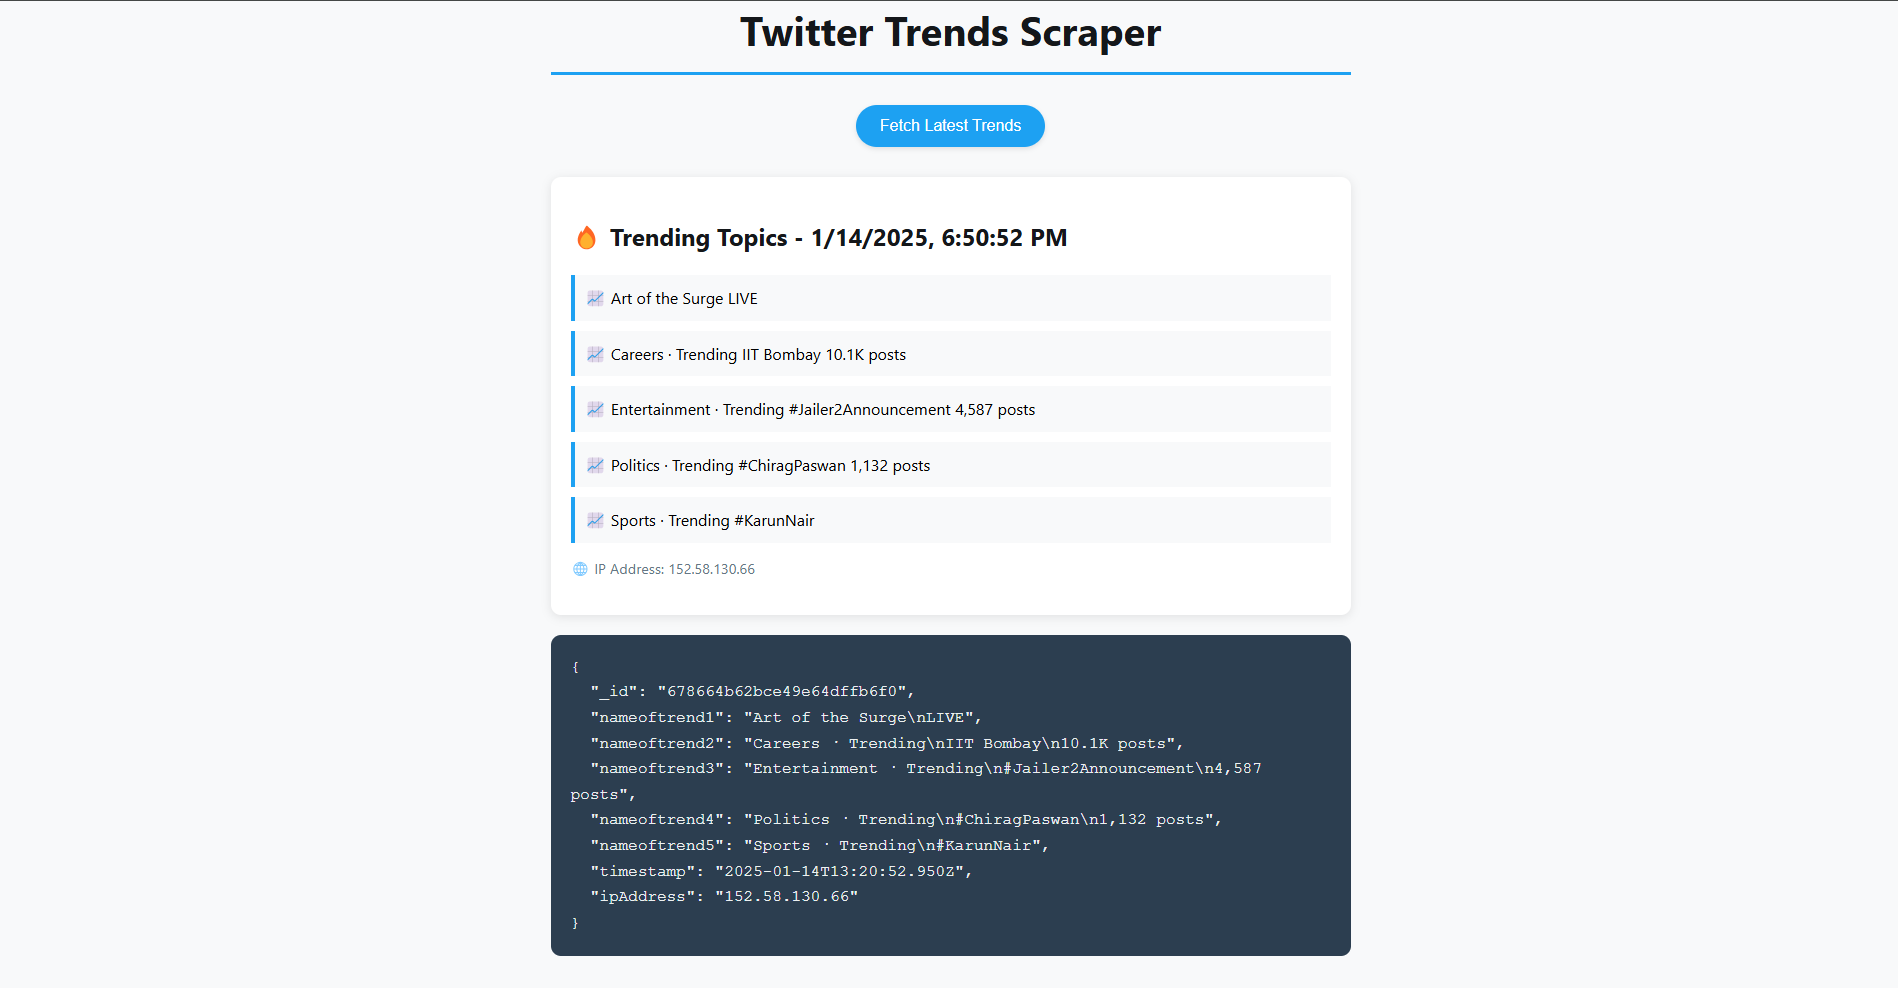 Twitter Trends Scraper
Fetch Latest Trends
🔥 Trending Topics - 1/14/2025, 6:50:52 PM
📈 Art of the Surge LIVE
📈 Careers · Trending IIT Bombay 10.1K posts
📈 Entertainment · Trending #Jailer2Announcement 4,587 posts
📈 Politics · Trending #ChiragPaswan 1,132 posts
📈 Sports · Trending #KarunNair
🌐 IP Address: 152.58.130.66
{
  "_id": "678664b62bce49e64dffb6f0",
  "nameoftrend1": "Art of the Surge\nLIVE",
  "nameoftrend2": "Careers · Trending\nIIT Bombay\n10.1K posts",
  "nameoftrend3": "Entertainment · Trending\n#Jailer2Announcement\n4,587
posts",
  "nameoftrend4": "Politics · Trending\n#ChiragPaswan\n1,132 posts",
  "nameoftrend5": "Sports · Trending\n#KarunNair",
  "timestamp": "2025-01-14T13:20:52.950Z",
  "ipAddress": "152.58.130.66"
}